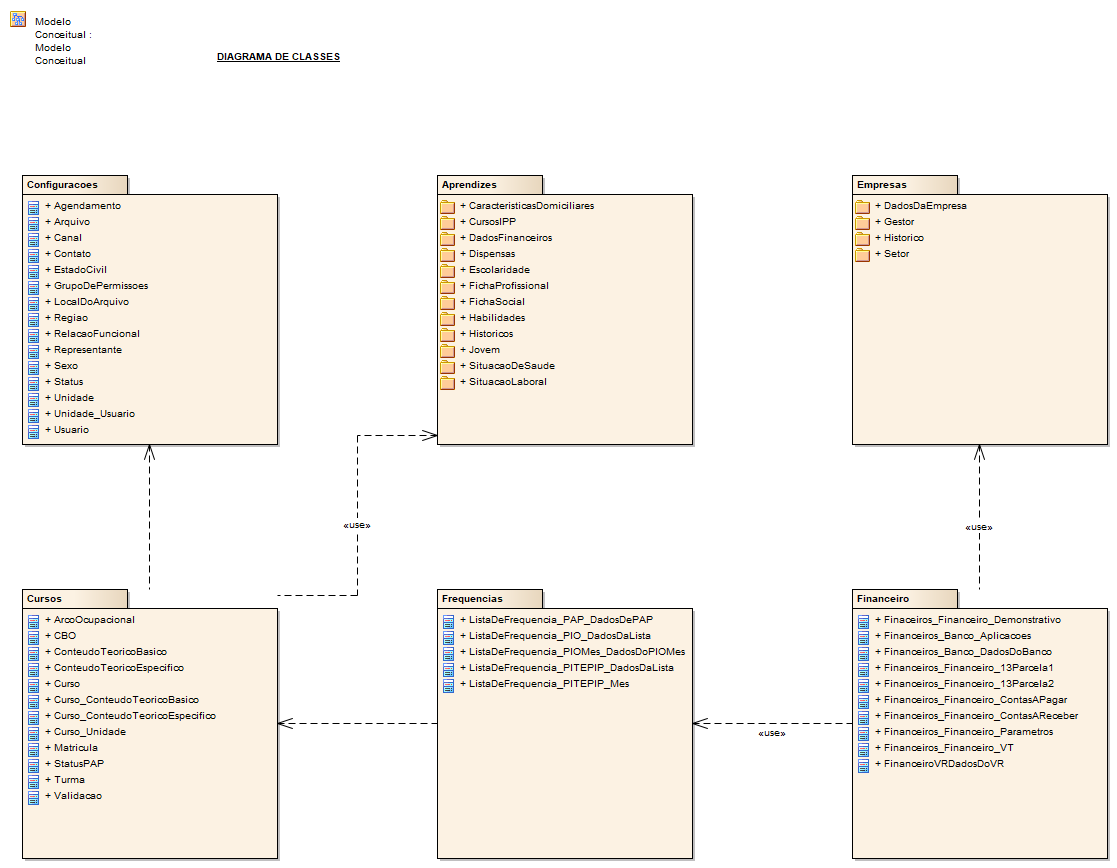 Modelo
Conceitual :
Modelo
Conceitual
DIAGRAMA DE CLASSES
Configuracoes
+ Agendamento
+ Arquivo
+ Canal
+ Contato
+ EstadoCivil
+ GrupoDePermissoes
+ LocalDoArquivo
+ Regiao
+ RelacaoFuncional
+ Representante
+ Sexo
+ Status
+ Unidade
+ Unidade_Usuario
+ Usuario
Aprendizes
+ CaracteristicasDomiciliares
+ CursosIPP
+ DadosFinanceiros
+ Dispensas
+ Escolaridade
+ FichaProfissional
+ FichaSocial
+ Habilidades
+ Historicos
+ Jovem
+ SituacaoDeSaude
+ SituacaoLaboral
Empresas
+ DadosDaEmpresa
+ Gestor
+ Historico
+ Setor
«use»
«use»
Cursos
+ ArcoOcupacional
+ CBO
+ ConteudoTeoricoBasico
+ ConteudoTeoricoEspecifico
+ Curso
+ Curso_ConteudoTeoricoBasico
+ Curso_ConteudoTeoricoEspecifico
+ Curso_Unidade
+ Matricula
+ StatusPAP
+ Turma
+ Validacao
Frequencias
+ ListaDeFrequencia_PAP_DadosDePAP
+ ListaDeFrequencia_PIO_DadosDaLista
+ ListaDeFrequencia_PIOMes_DadosDoPIOMes
+ ListaDeFrequencia_PITEPIP_DadosDaLista
+ ListaDeFrequencia_PITEPIP_Mes
«use»
Financeiro
+ Finaceiros_Financeiro_Demonstrativo
+ Financeiros_Banco_Aplicacoes
+ Financeiros_Banco_DadosDoBanco
+ Financeiros_Financeiro_13Parcela1
+ Financeiros_Financeiro_13Parcela2
+ Financeiros_Financeiro_ContasAPagar
+ Financeiros_Financeiro_ContasAReceber
+ Financeiros_Financeiro_Parametros
+ Financeiros_Financeiro_VT
+ FinanceiroVRDadosDoVR